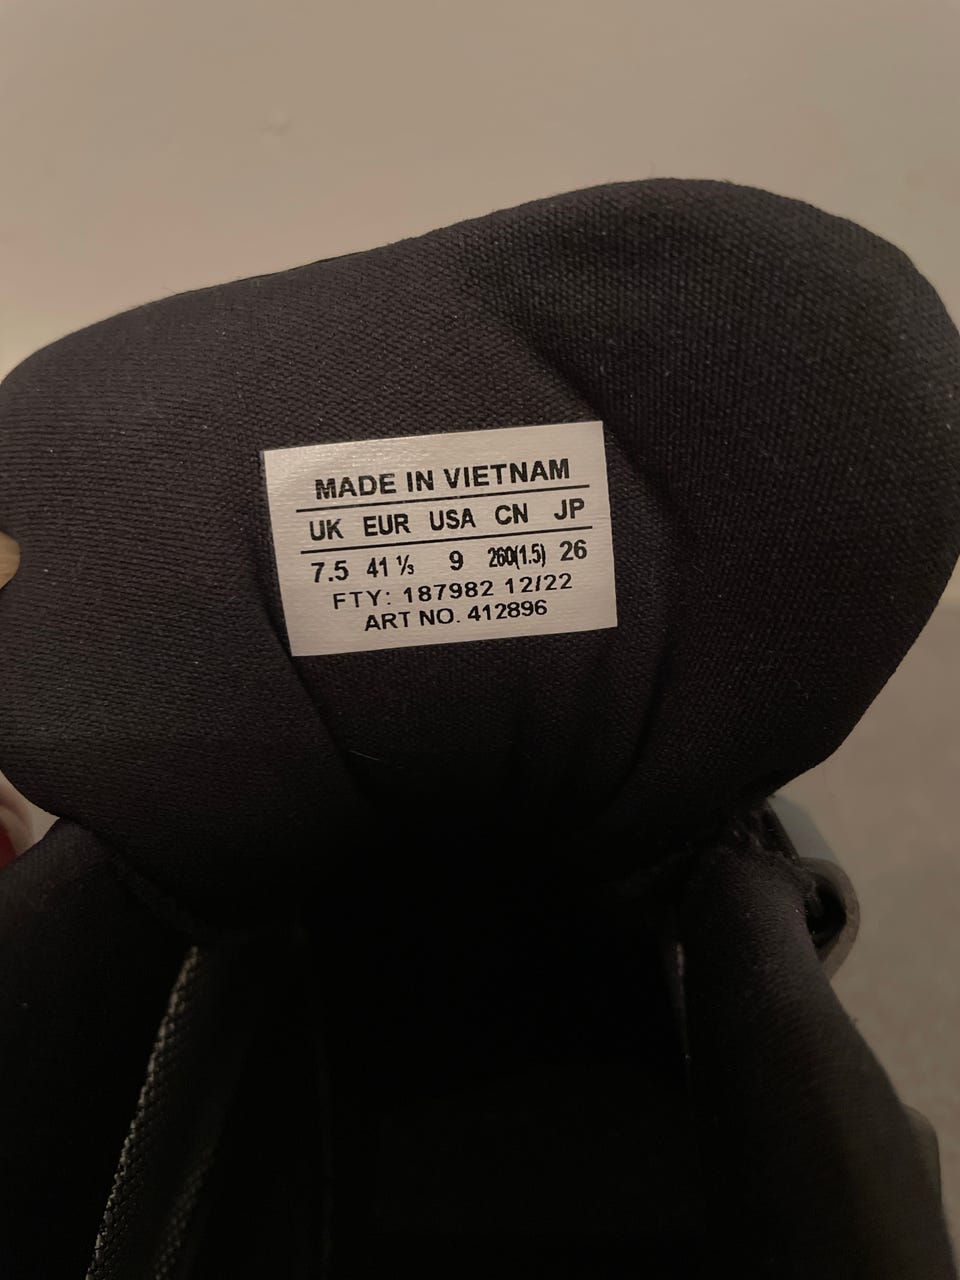 MADE IN VIETNAM
UK EUR USA CN JP
7.5 41 ⅓ 9 260(1.5) 26
FTY: 187982 12/22
ART NO. 412896